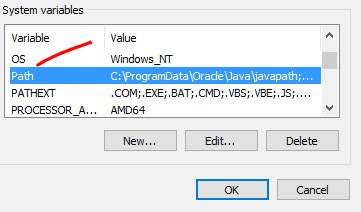 System variables
Variable Value
OS Windows_NT
Path C:\ProgramData\Oracle\Java\javapath;...
PATHEXT .COM;.EXE;.BAT;.CMD;.VBS;.VBE;.JS;....
PROCESSOR_A... AMD64
New... Edit... Delete
OK Cancel